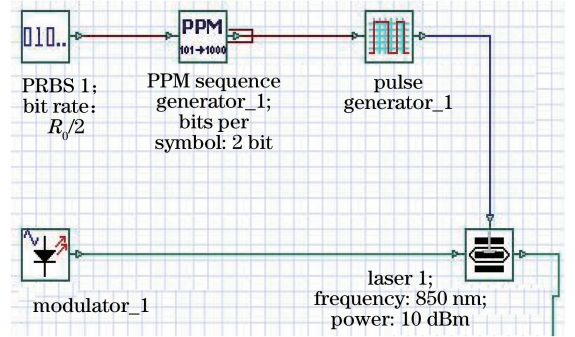 010..
PPM
101→1000
PRBS 1;
bit rate:
R₀/2
PPM sequence
generator_1;
bits per
symbol: 2 bit
pulse
generator_1
modulator_1
laser 1;
frequency: 850 nm;
power: 10 dBm